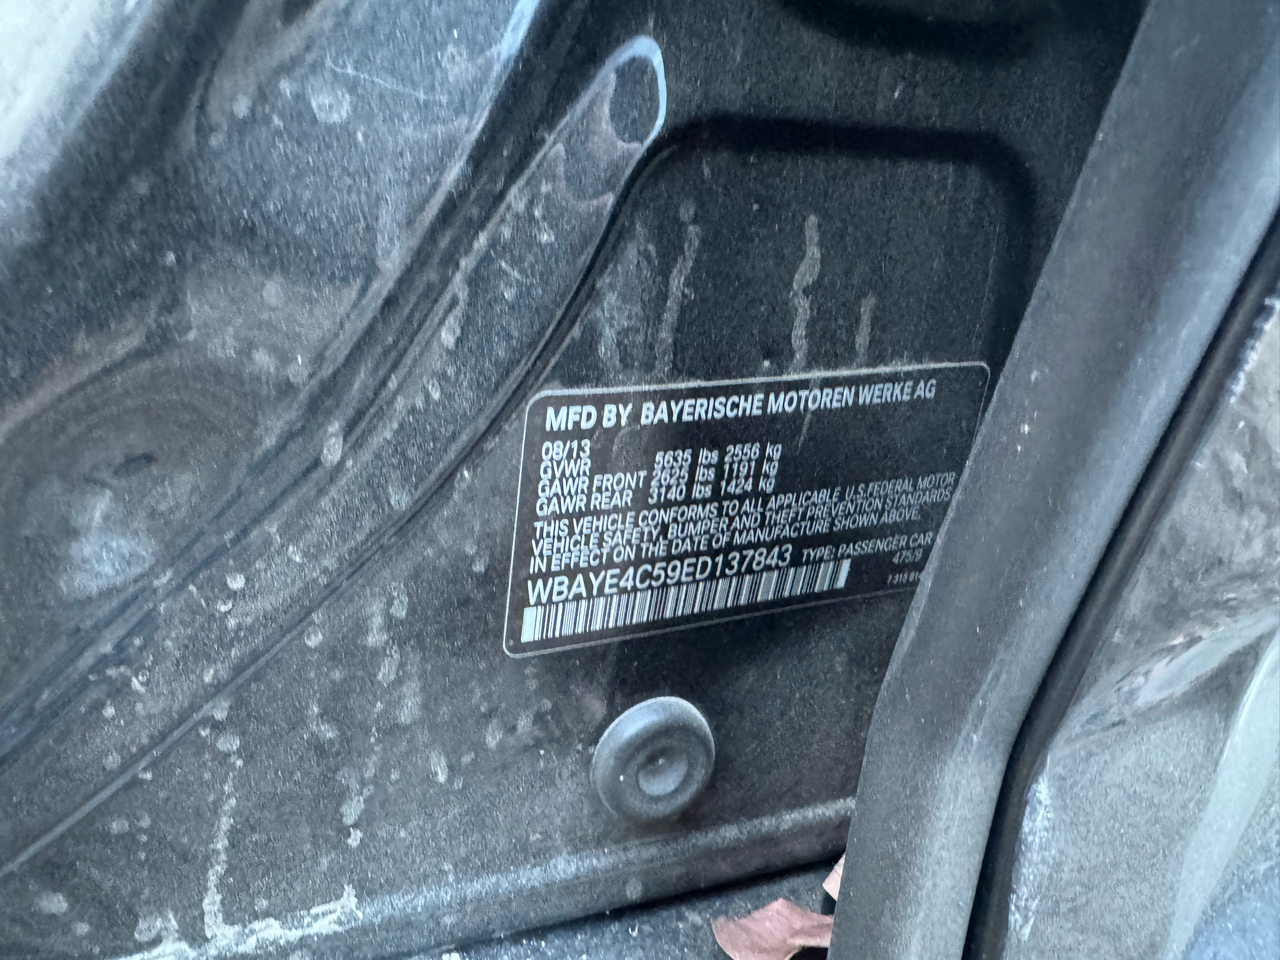 MFD BY BAYERISCHE MOTOREN WERKE AG
08/13
GVWR 5635 lbs 2556 kg
GAWR FRONT 2625 lbs 1191 kg
GAWR REAR 3140 lbs 1424 kg
THIS VEHICLE CONFORMS TO ALL APPLICABLE U.S.FEDERAL MOTOR
VEHICLE SAFETY, BUMPER AND THEFT PREVENTION STANDARDS
IN EFFECT ON THE DATE OF MANUFACTURE SHOWN ABOVE.
WBAYE4C59ED137843 TYPE: PASSENGER CAR
475/9